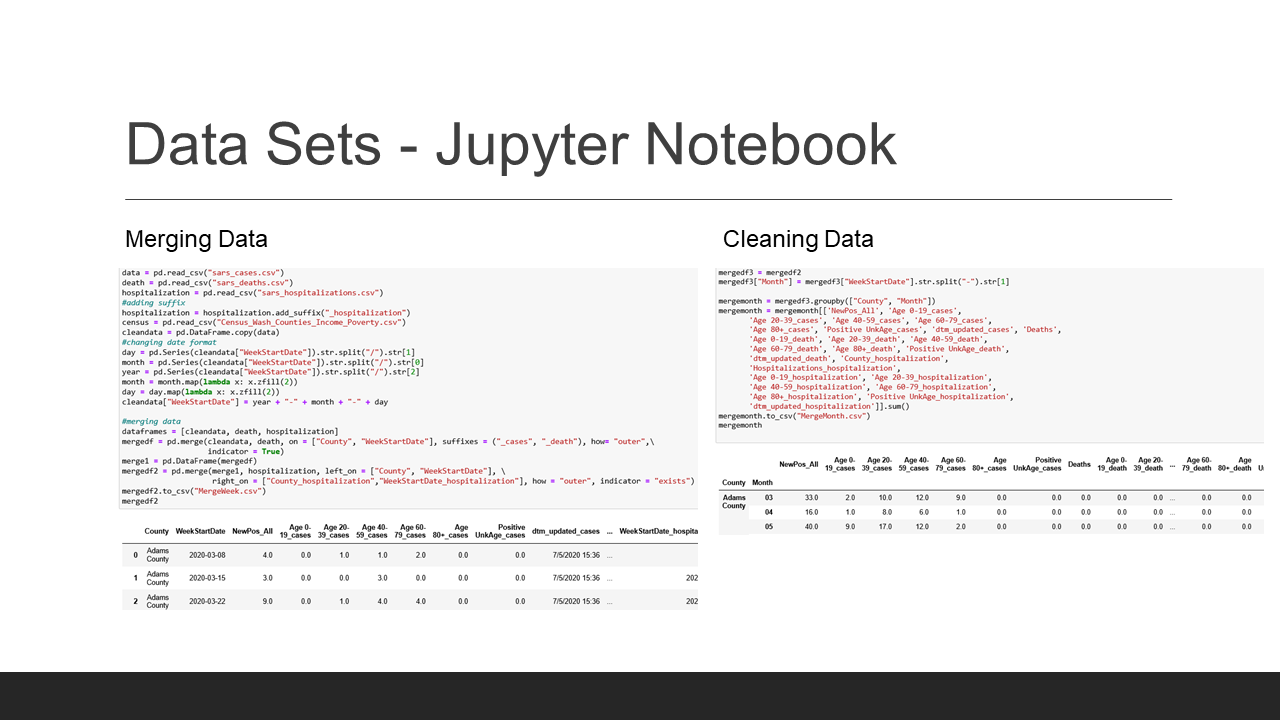 Data Sets - Jupyter Notebook
Merging Data
data = pd.read_csv("sars_cases.csv")
death = pd.read_csv("sars_deaths.csv")
hospitalization = pd.read_csv("sars_hospitalizations.csv")
#adding suffix
hospitalization = hospitalization.add_suffix("_hospitalization")
census = pd.read_csv("Census_Wash_Counties_Income_Poverty.csv")
cleandata = pd.DataFrame.copy(data)
#changing date format
day = pd.Series(cleandata["WeekStartDate"]).str.split("/").str[1]
month = pd.Series(cleandata["WeekStartDate"]).str.split("/").str[0]
year = pd.Series(cleandata["WeekStartDate"]).str.split("/").str[2]
month = month.map(lambda x: x.zfill(2))
day = day.map(lambda x: x.zfill(2))
cleandata["WeekStartDate"] = year + "-" + month + "-" + day
#merging data
dataframes = [cleandata, death, hospitalization]
mergedf = pd.merge(cleandata, death, on = ["County", "WeekStartDate"], suffixes = ("_cases", "_death"), how= "outer",\
indicator = True)
merge1 = pd.DataFrame(mergedf)
mergedf2 = pd.merge(merge1, hospitalization, left_on = ["County", "WeekStartDate"], \
right_on = ["County_hospitalization","WeekStartDate_hospitalization"], how = "outer", indicator = "exists")
mergedf2.to_csv("MergeWeek.csv")
mergedf2
County WeekStartDate NewPos_All Age 0-19_cases Age 20-39_cases Age 40-59_cases Age 60-79_cases Age 80+_cases Positive UnkAge_cases dtm_updated_cases ... WeekStartDate_hospita
0 Adams County 2020-03-08 4.0 0.0 1.0 1.0 2.0 0.0 0.0 7/5/2020 15:36 ...
1 Adams County 2020-03-15 3.0 0.0 0.0 3.0 0.0 0.0 0.0 7/5/2020 15:36 ... 202
2 Adams County 2020-03-22 9.0 0.0 1.0 4.0 4.0 0.0 0.0 7/5/2020 15:36 ... 202
Cleaning Data
mergedf3 = mergedf2
mergedf3["Month"] = mergedf3["WeekStartDate"].str.split("-").str[1]
mergemonth = mergedf3.groupby(["County", "Month"])
mergemonth = mergemonth[['NewPos_All', 'Age 0-19_cases',
'Age 20-39_cases', 'Age 40-59_cases', 'Age 60-79_cases',
'Age 80+_cases', 'Positive UnkAge_cases', 'dtm_updated_cases', 'Deaths',
'Age 0-19_death', 'Age 20-39_death', 'Age 40-59_death',
'Age 60-79_death', 'Age 80+_death', 'Positive UnkAge_death',
'dtm_updated_death', 'County_hospitalization',
'Hospitalizations_hospitalization',
'Age 0-19_hospitalization', 'Age 20-39_hospitalization',
'Age 40-59_hospitalization', 'Age 60-79_hospitalization',
'Age 80+_hospitalization', 'Positive UnkAge_hospitalization',
'dtm_updated_hospitalization']].sum()
mergemonth.to_csv("MergeMonth.csv")
mergemonth
NewPos_All Age 0-19_cases Age 20-39_cases Age 40-59_cases Age 60-79_cases Age 80+_cases Positive UnkAge_cases Deaths Age 0-19_death Age 20-39_death ... Age 60-79_death Age 80+_death U
County Month
Adams County 03 33.0 2.0 10.0 12.0 9.0 0.0 0.0 0.0 0.0 0.0 ... 0.0 0.0
04 16.0 1.0 8.0 6.0 1.0 0.0 0.0 0.0 0.0 0.0 ... 0.0 0.0
05 40.0 9.0 17.0 12.0 2.0 0.0 0.0 0.0 0.0 0.0 ... 0.0 0.0